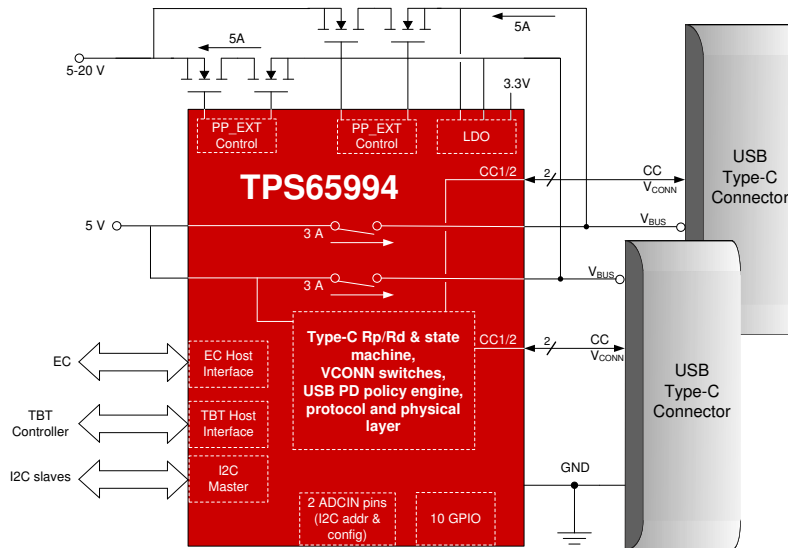 5A
5A
5-20 V
3.3V
PP_EXT
Control
PP_EXT
Control
LDO
TPS65994
CC1/2
2
CC
VCONN
USB
Type-C
Connector
5 V
3 A
VBUS
3 A
VBUS
Type-C Rp/Rd & state
machine,
VCONN switches,
USB PD policy engine,
protocol and physical
layer
CC1/2
2
CC
VCONN
USB
Type-C
Connector
EC
EC Host
Interface
TBT
Controller
TBT Host
Interface
I2C slaves
I2C
Master
GND
2 ADCIN pins
(I2C addr &
config)
10 GPIO